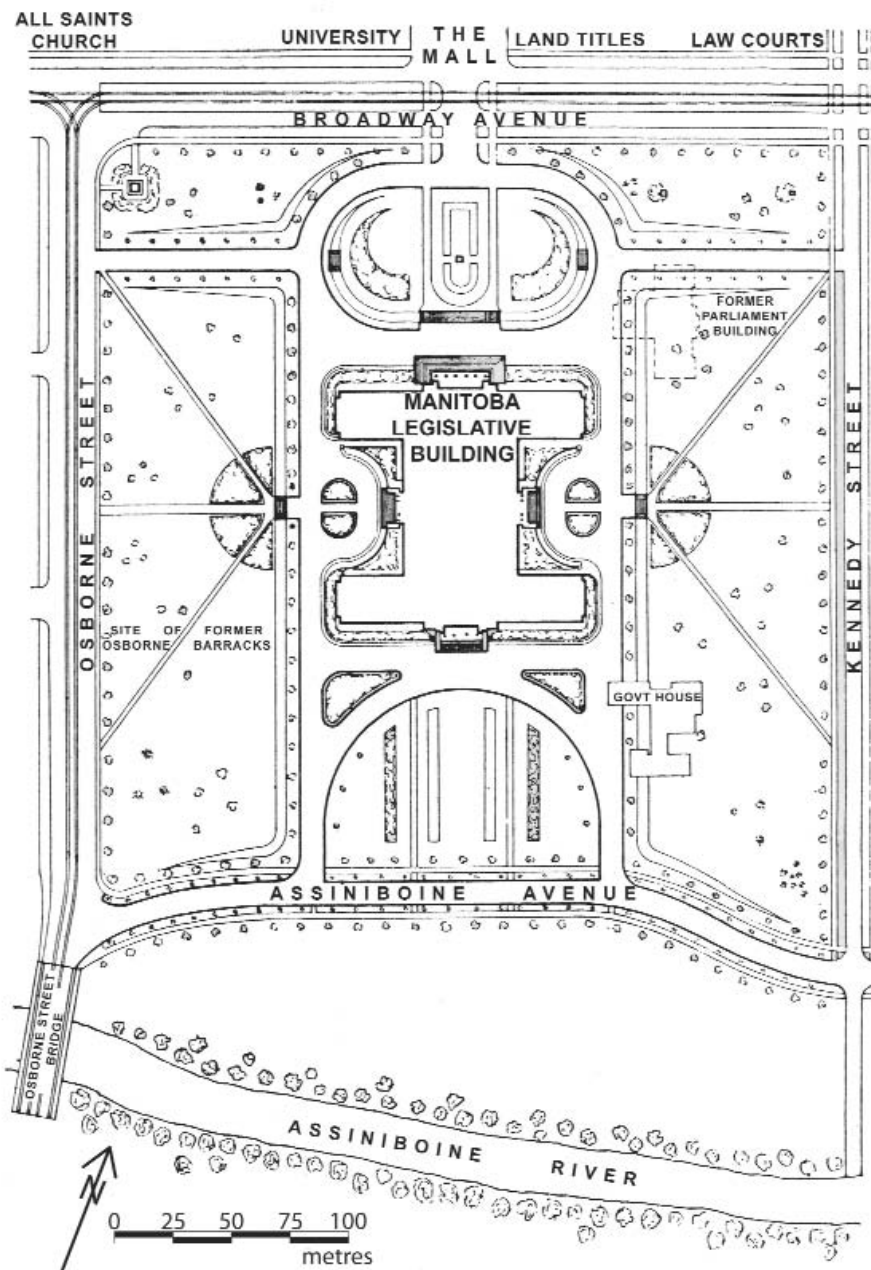 ALL SAINTS
CHURCH
UNIVERSITY
THE
MALL
LAND TITLES
LAW COURTS
BROADWAY AVENUE
FORMER
PARLIAMENT
BUILDING
MANITOBA
LEGISLATIVE
BUILDING
OSBORNE STREET
KENNEDY STREET
SITE OF FORMER
OSBORNE BARRACKS
GOVT HOUSE
ASSINIBOINE AVENUE
OSBORNE STREET
BRIDGE
ASSINIBOINE RIVER
N
0 25 50 75 100
metres